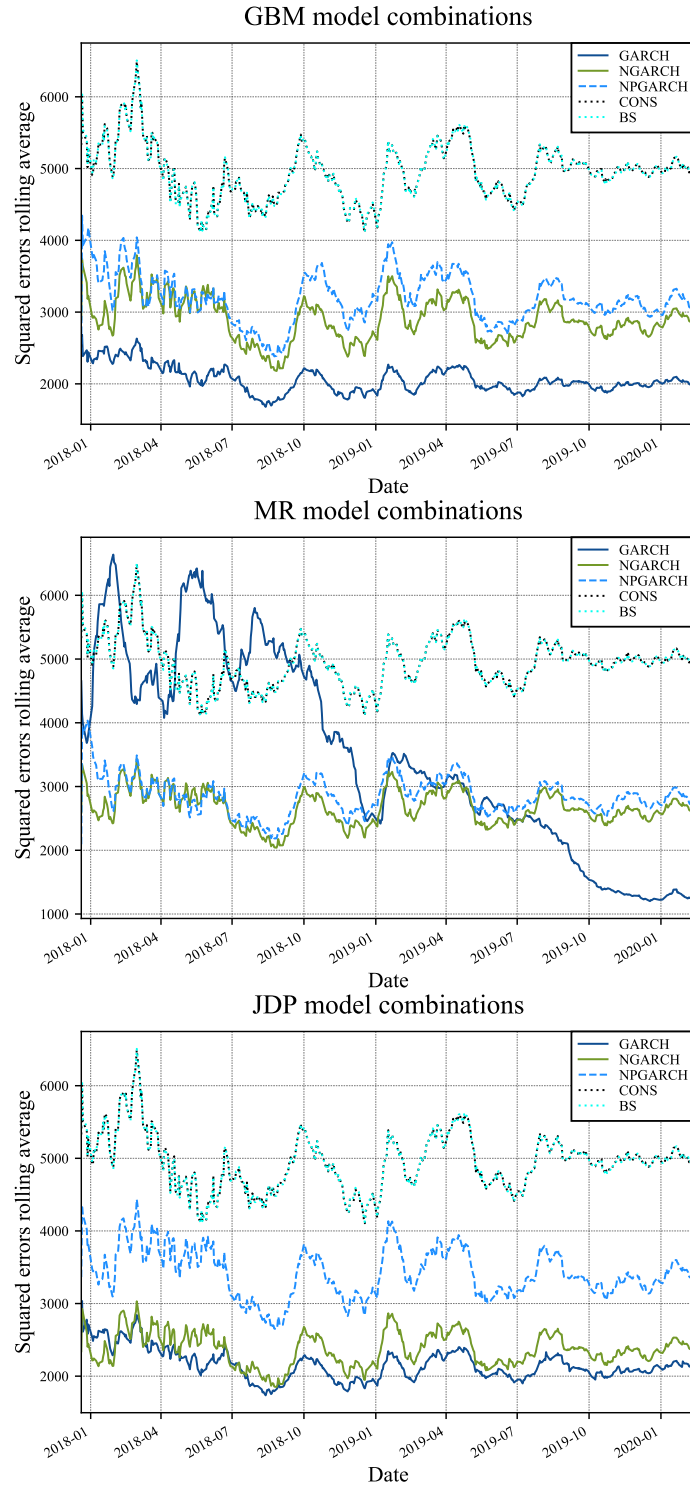 GBM model combinations
Squared errors rolling average
6000
5000
4000
3000
2000
GARCH
NGARCH
NPGARCH
CONS
BS
2018-01
2018-04
2018-07
2018-10
2019-01
2019-04
2019-07
2019-10
2020-01
Date
MR model combinations
Squared errors rolling average
6000
5000
4000
3000
2000
1000
GARCH
NGARCH
NPGARCH
CONS
BS
2018-01
2018-04
2018-07
2018-10
2019-01
2019-04
2019-07
2019-10
2020-01
Date
JDP model combinations
Squared errors rolling average
6000
5000
4000
3000
2000
GARCH
NGARCH
NPGARCH
CONS
BS
2018-01
2018-04
2018-07
2018-10
2019-01
2019-04
2019-07
2019-10
2020-01
Date